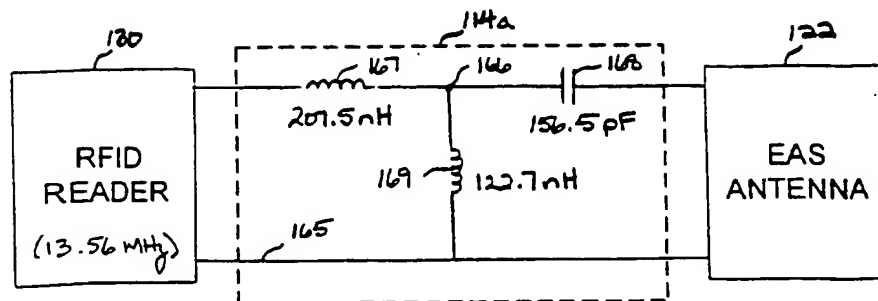 114a
130
122
167
166
168
207.5nH
156.5pF
RFID
READER
(13.56 MHz)
169
122.7nH
EAS
ANTENNA
165